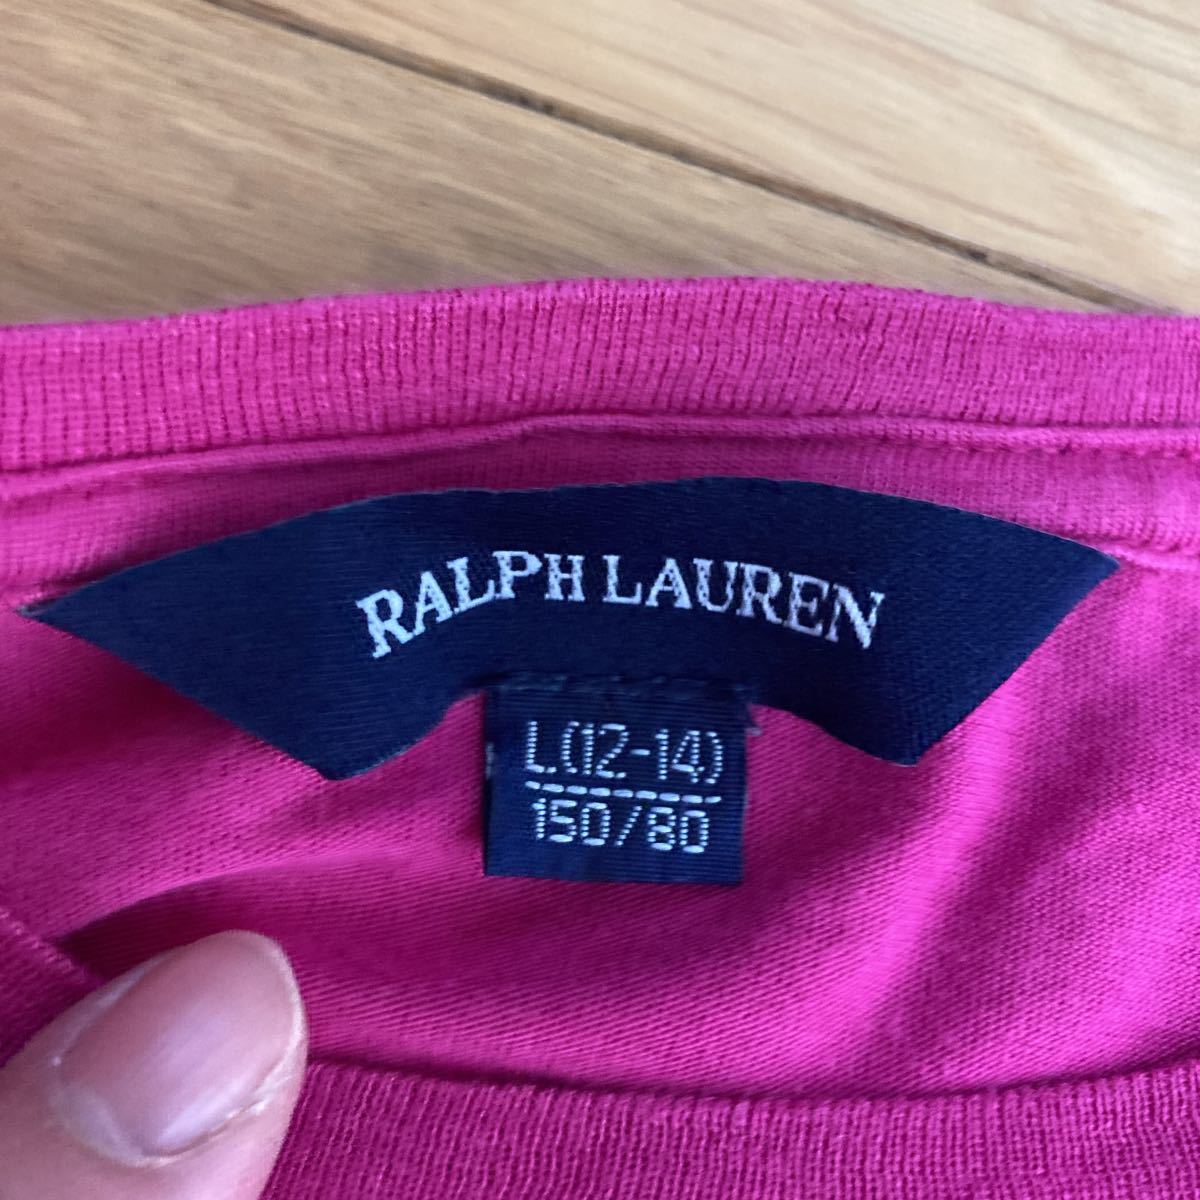 RALPH LAUREN
L(12-14)
150/80